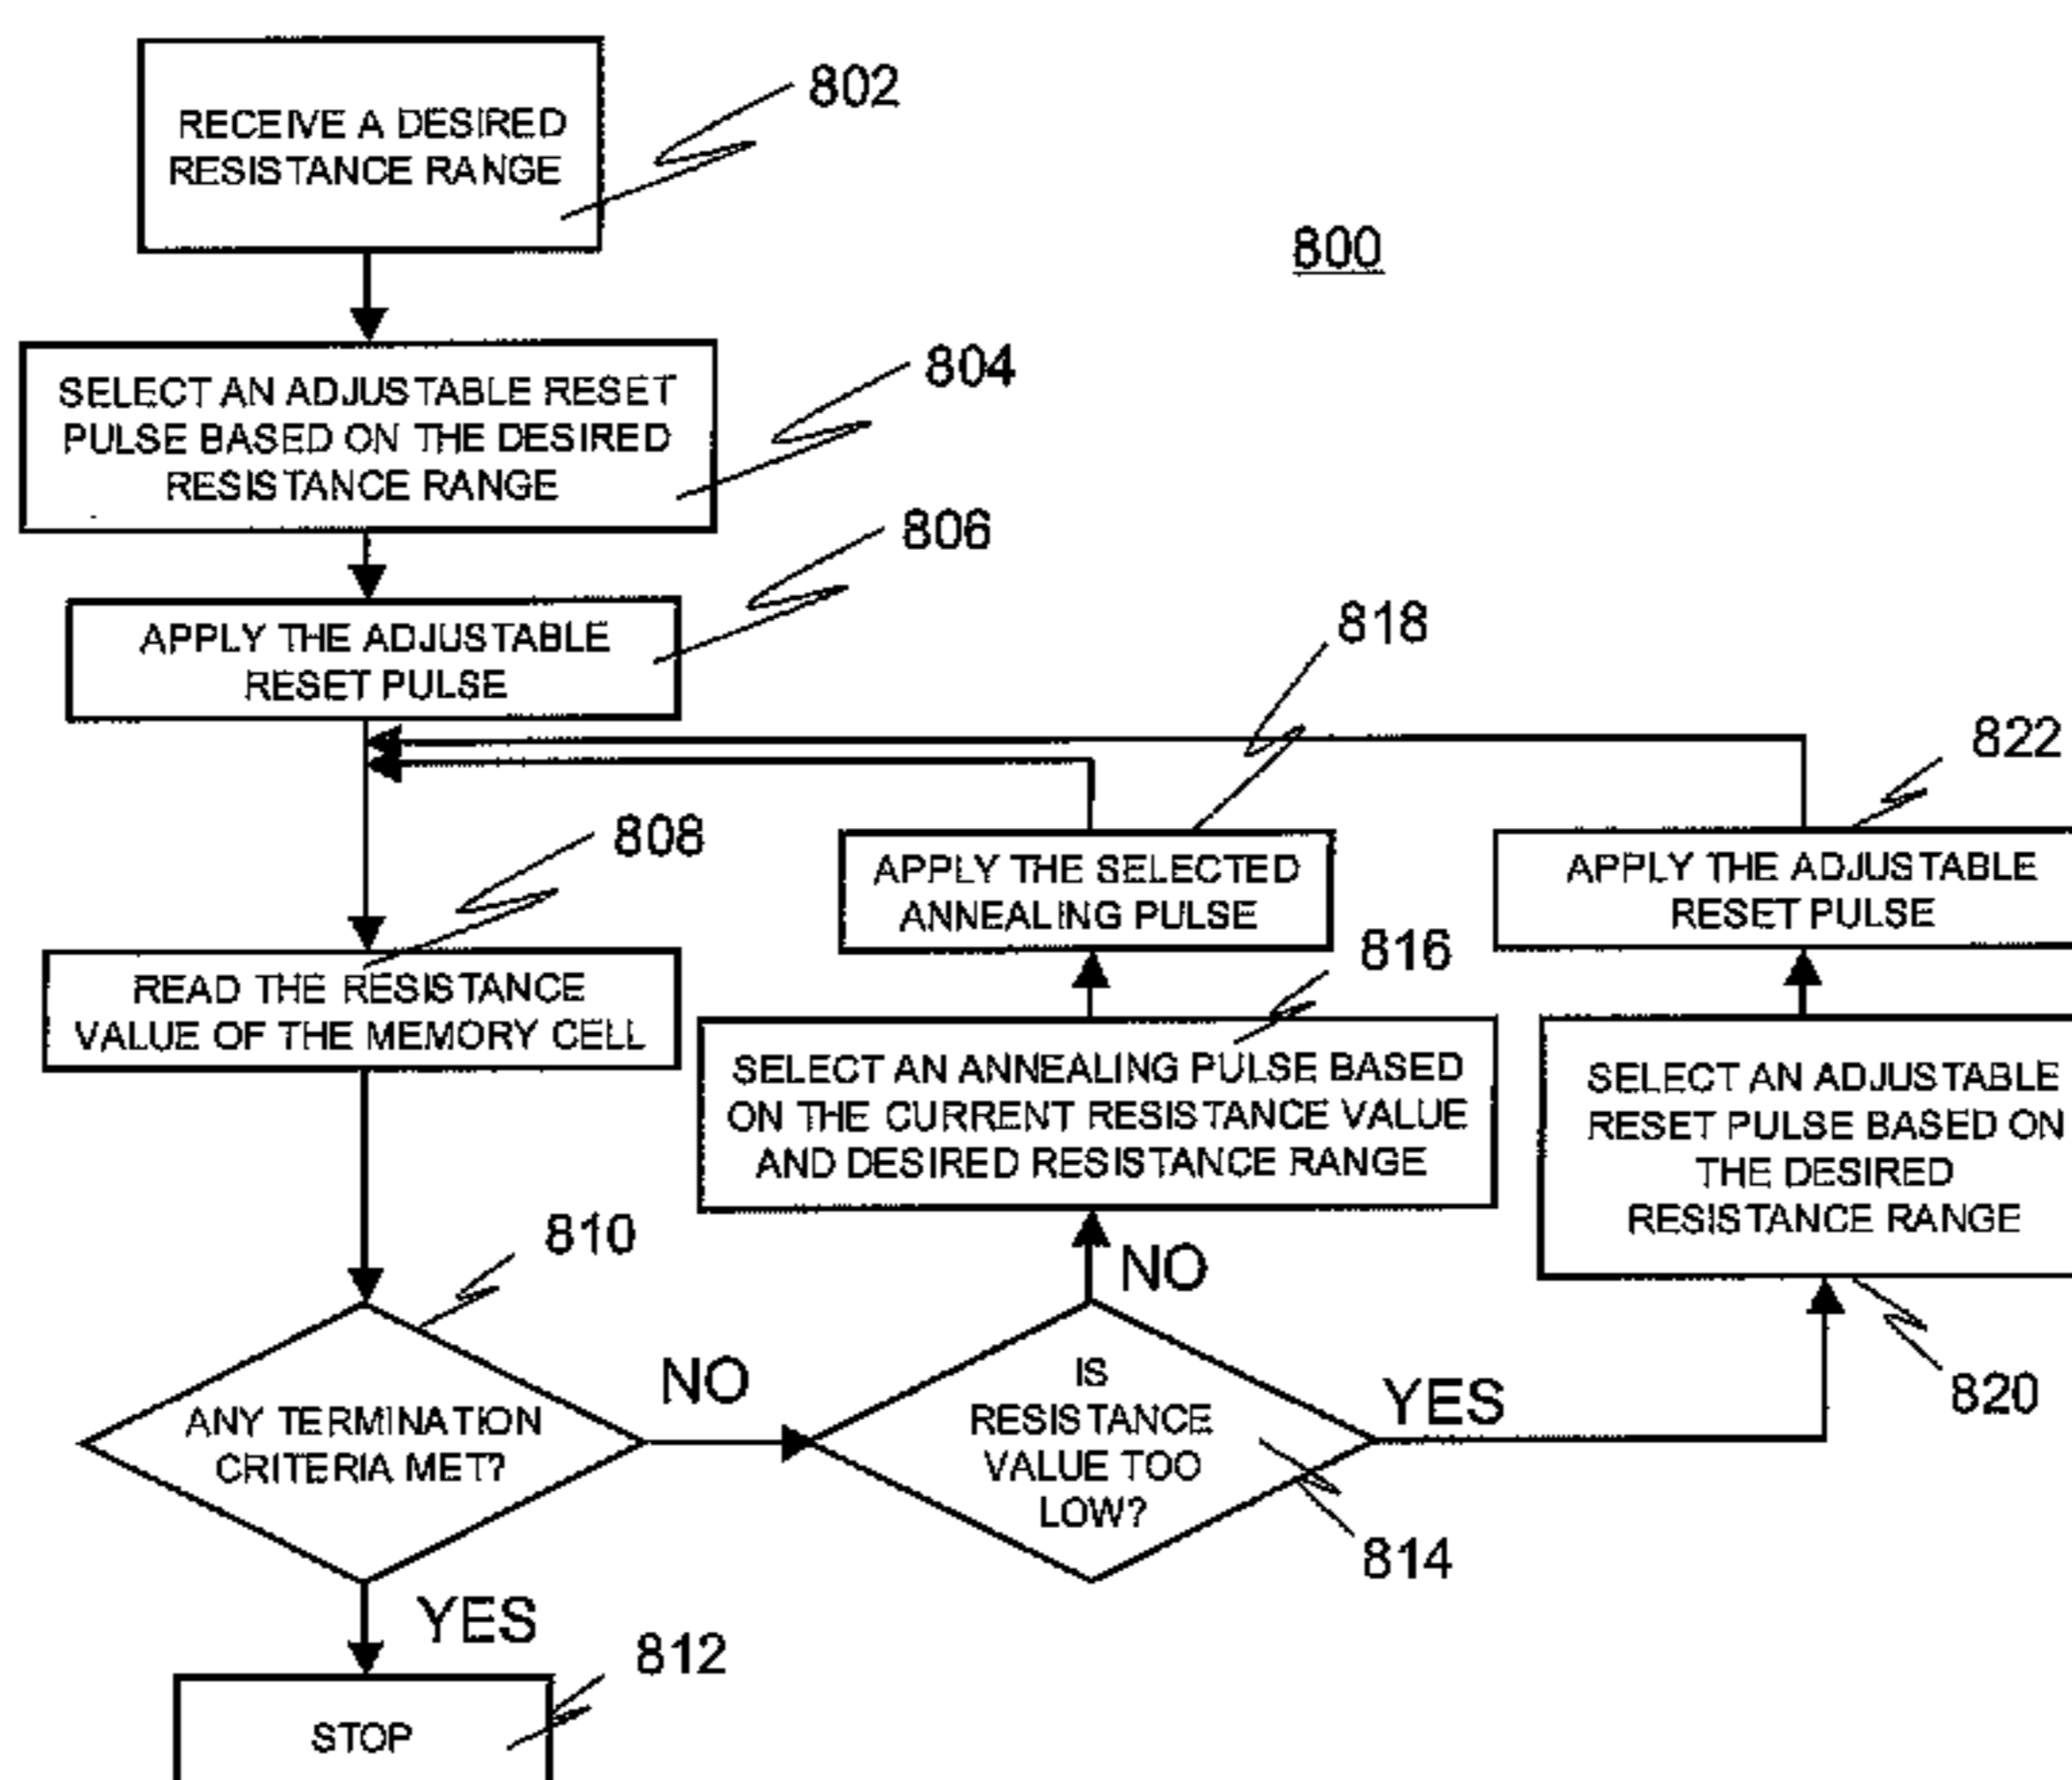 802
RECEIVE A DESIRED
RESISTANCE RANGE
800
804
SELECT AN ADJUSTABLE RESET
PULSE BASED ON THE DESIRED
RESISTANCE RANGE
806
APPLY THE ADJUSTABLE
RESET PULSE
818
822
808
APPLY THE SELECTED
ANNEALING PULSE
APPLY THE ADJUSTABLE
RESET PULSE
816
READ THE RESISTANCE
VALUE OF THE MEMORY CELL
SELECT AN ANNEALING PULSE BASED
ON THE CURRENT RESISTANCE VALUE
AND DESIRED RESISTANCE RANGE
SELECT AN ADJUSTABLE
RESET PULSE BASED ON
THE DESIRED
RESISTANCE RANGE
810
NO
820
ANY TERMINATION
CRITERIA MET?
NO
IS
RESISTANCE
VALUE TOO
LOW?
YES
814
YES
812
STOP